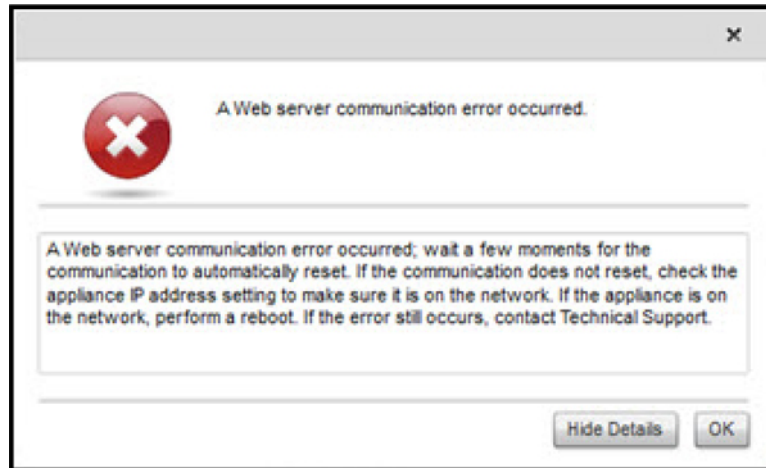 A Web server communication error occurred.
A Web server communication error occurred; wait a few moments for the
communication to automatically reset. If the communication does not reset, check the
appliance IP address setting to make sure it is on the network. If the appliance is on
the network, perform a reboot. If the error still occurs, contact Technical Support.
Hide Details
OK